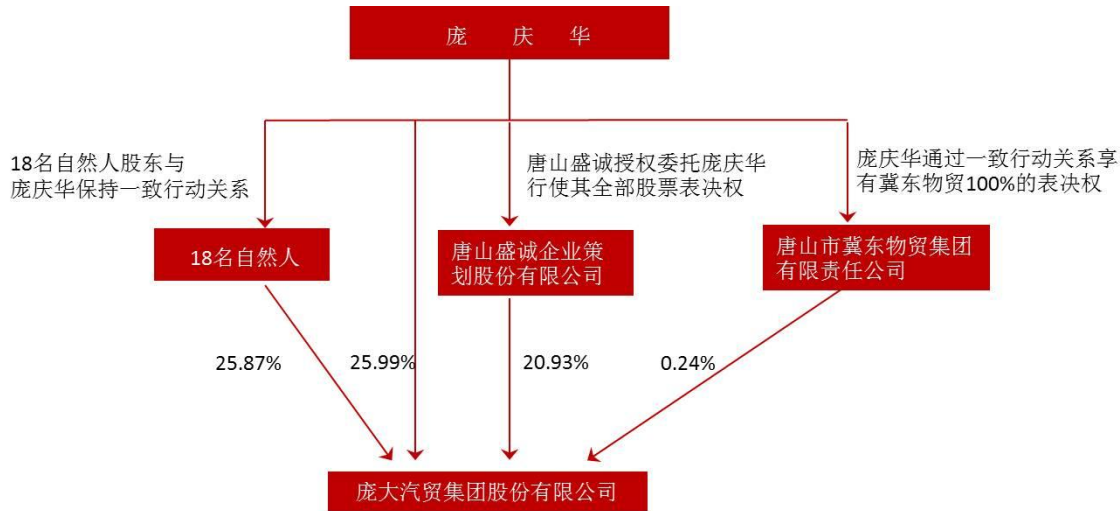 庞 庆 华
18名自然人股东与
庞庆华保持一致行动关系
唐山盛诚授权委托庞庆华
行使其全部股票表决权
庞庆华通过一致行动关系享
有冀东物贸100%的表决权
18名自然人
唐山盛诚企业策
划股份有限公司
唐山市冀东物贸集团
有限责任公司
25.87%
25.99%
20.93%
0.24%
庞大汽贸集团股份有限公司